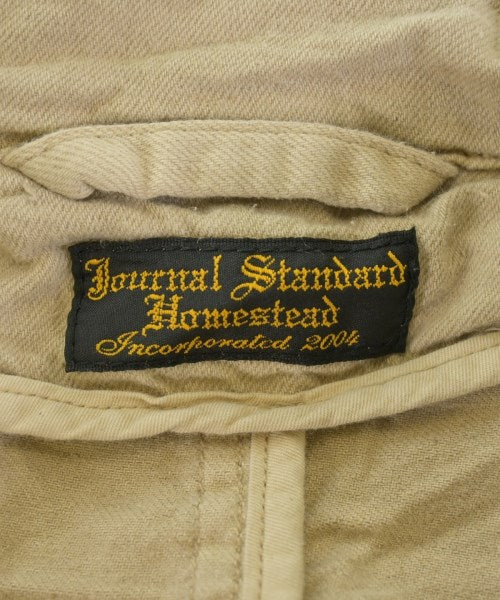 Journal Standard
Homestead
Incorporated 2004